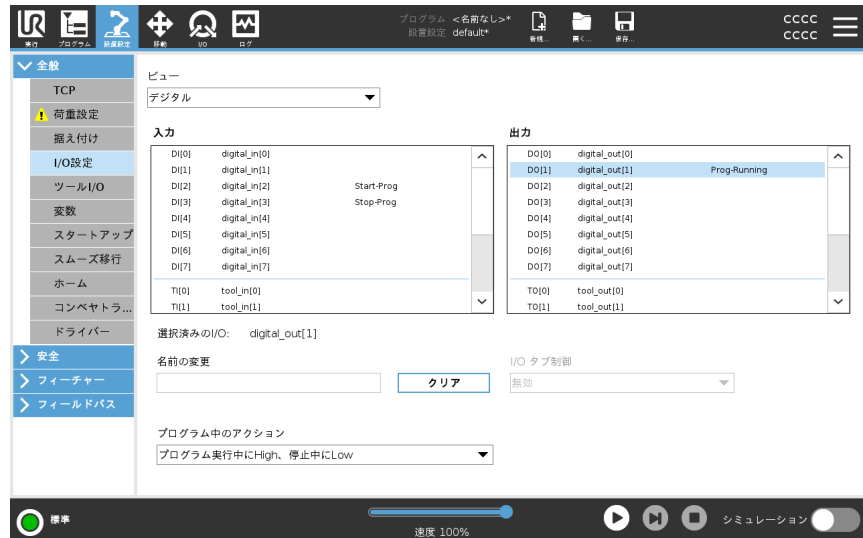 プログラム <名前なし>*
設置設定 default*
CCCC
CCCC
実行 プログラム 設置設定 移動 I/O ログ 新規... 開く... 保存...
全般
TCP
荷重設定
据え付け
I/O設定
ツールI/O
変数
スタートアップ
スムーズ移行
ホーム
コンベヤトラ...
ドライバー
安全
フィーチャー
フィールドバス
ビュー
デジタル
入力
DI[0] digital_in[0]
DI[1] digital_in[1]
DI[2] digital_in[2] Start-Prog
DI[3] digital_in[3] Stop-Prog
DI[4] digital_in[4]
DI[5] digital_in[5]
DI[6] digital_in[6]
DI[7] digital_in[7]
TI[0] tool_in[0]
TI[1] tool_in[1]
出力
DO[0] digital_out[0]
DO[1] digital_out[1] Prog-Running
DO[2] digital_out[2]
DO[3] digital_out[3]
DO[4] digital_out[4]
DO[5] digital_out[5]
DO[6] digital_out[6]
DO[7] digital_out[7]
TO[0] tool_out[0]
TO[1] tool_out[1]
選択済みのI/O: digital_out[1]
名前の変更
クリア
I/O タブ制御
無効
プログラム中のアクション
プログラム実行中にHigh、停止中にLow
標準
速度 100%
シミュレーション